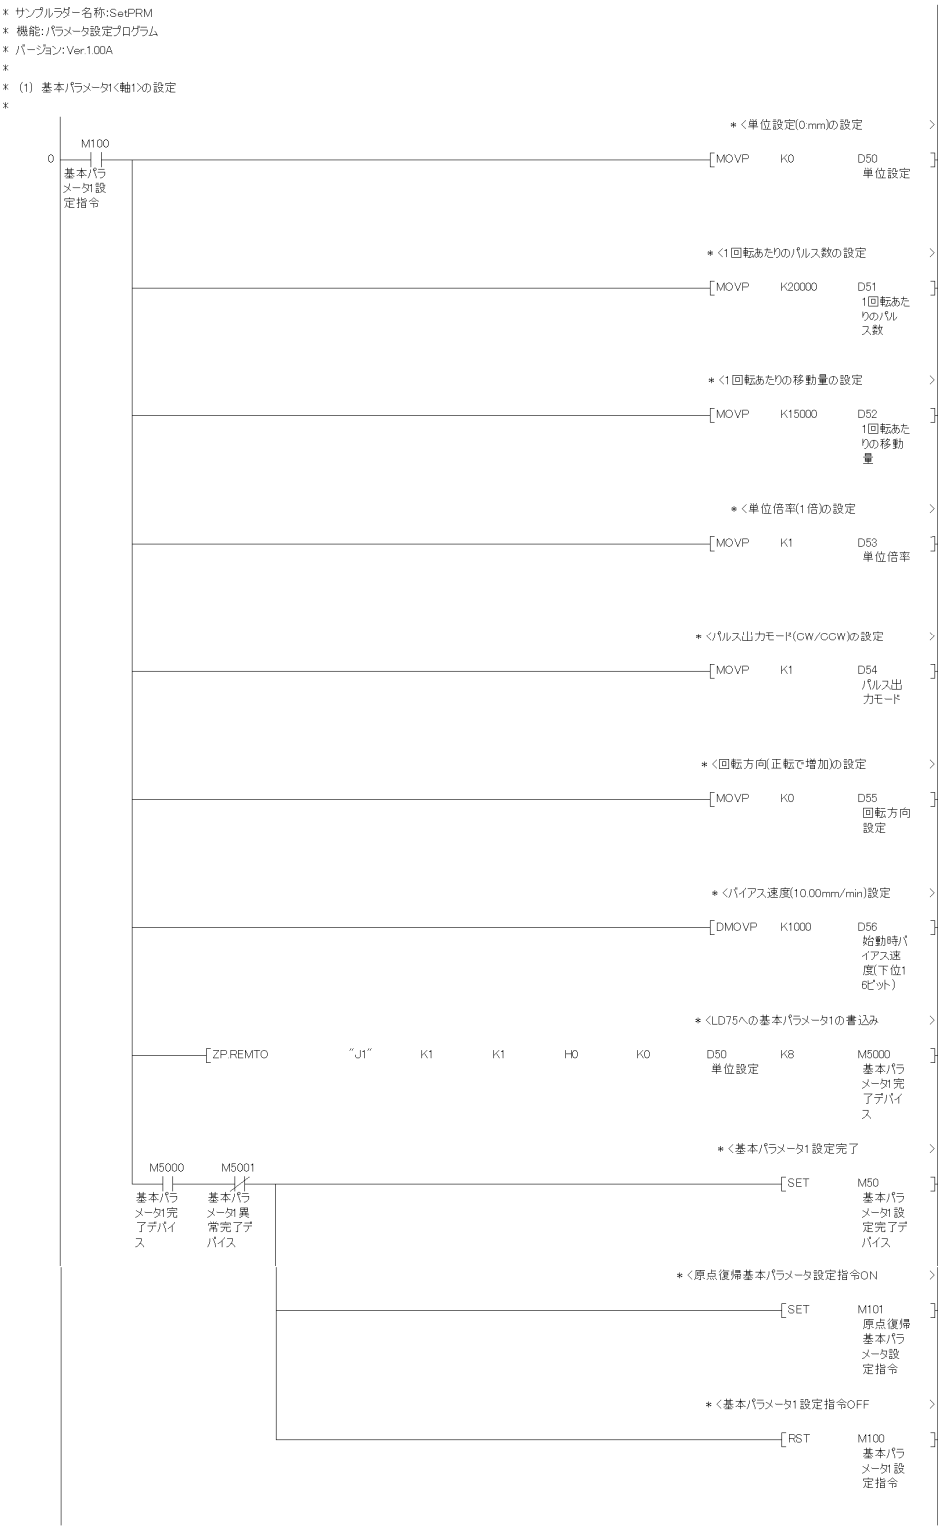 * サンプルラダー名称:SetPRM
* 機能:パラメータ設定プログラム
* バージョン:Ver.1.00A
*
* (1) 基本パラメータ1<軸1>の設定
*
* <単位設定(0:mm)の設定 >
M100
0
[MOVP K0 D50 ]
基本パラ
メータ1設
定指令
単位設定
* <1回転あたりのパルス数の設定 >
[MOVP K20000 D51 ]
1回転あた
りのパル
ス数
* <1回転あたりの移動量の設定 >
[MOVP K15000 D52 ]
1回転あた
りの移動
量
* <単位倍率(1倍)の設定 >
[MOVP K1 D53 ]
単位倍率
* <パルス出力モード(CW/CCW)の設定 >
[MOVP K1 D54 ]
パルス出
力モード
* <回転方向(正転で増加)の設定 >
[MOVP K0 D55 ]
回転方向
設定
* <バイアス速度(10.00mm/min)設定 >
[DMOVP K1000 D56 ]
始動時バ
イアス速
度(下位1
6ビット)
* <LD75への基本パラメータ1の書込み >
[ZP.REMTO "J1" K1 K1 H0 K0 D50 K8 M5000 ]
単位設定
基本パラ
メータ1完
了デバイ
ス
* <基本パラメータ1設定完了 >
M5000 M5001
[SET M50 ]
基本パラ
メータ1完
了デバイ
ス
基本パラ
メータ1異
常完了デ
バイス
基本パラ
メータ1設
定完了デ
バイス
* <原点復帰基本パラメータ設定指令ON >
[SET M101 ]
原点復帰
基本パラ
メータ設
定指令
* <基本パラメータ1設定指令OFF >
[RST M100 ]
基本パラ
メータ1設
定指令